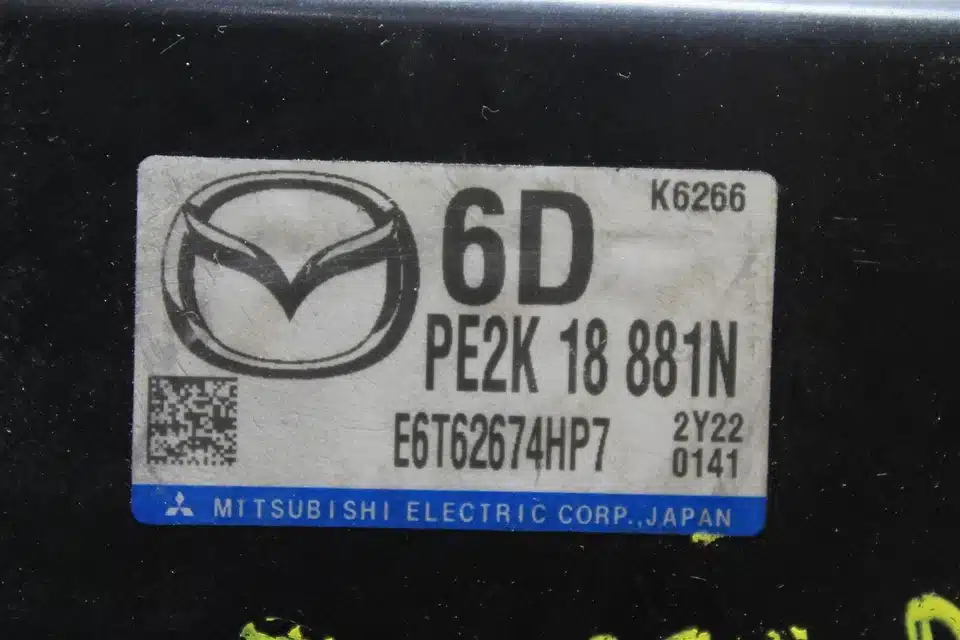 6D
K6266
PE2K 18 881N
E6T62674HP7
2Y22
0141
MITSUBISHI ELECTRIC CORP.,JAPAN